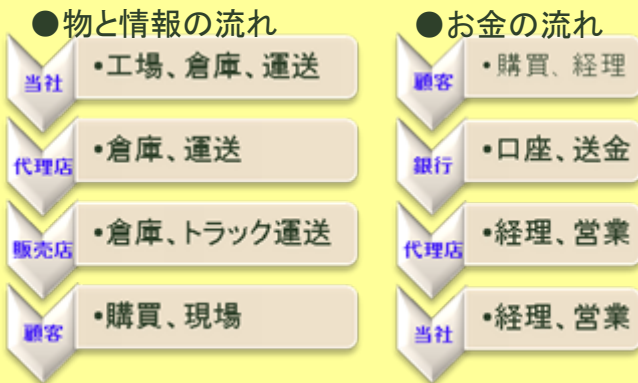 ●物と情報の流れ
当社
•工場、倉庫、運送
代理店
•倉庫、運送
販売店
•倉庫、トラック運送
顧客
•購買、現場
●お金の流れ
顧客
•購買、経理
銀行
•口座、送金
代理店
•経理、営業
当社
•経理、営業